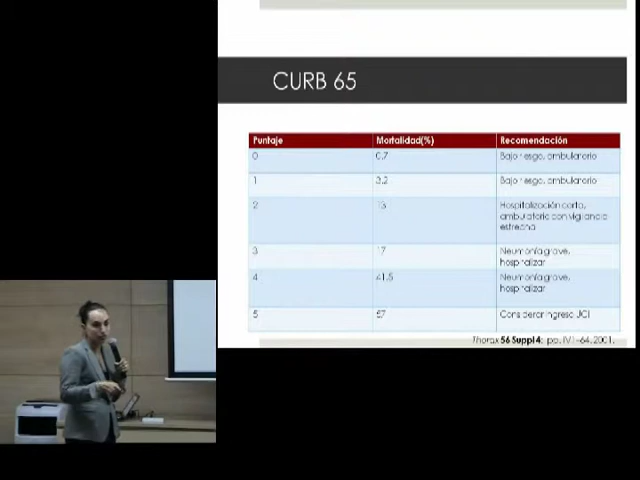 CURB 65
Puntaje Mortalidad(%) Recomendación
0 0.7 Bajo riesgo, ambulatorio
1 3.2 Bajo riesgo, ambulatorio
2 13 Hospitalización corta,
ambulatorio con vigilancia
estrecha
3 17 Neumonía grave,
hospitalizar
4 41.5 Neumonía grave,
hospitalizar
5 57 Considerar ingreso UCI
Thorax 56 Suppl 4: pp. IV1-64, 2001.